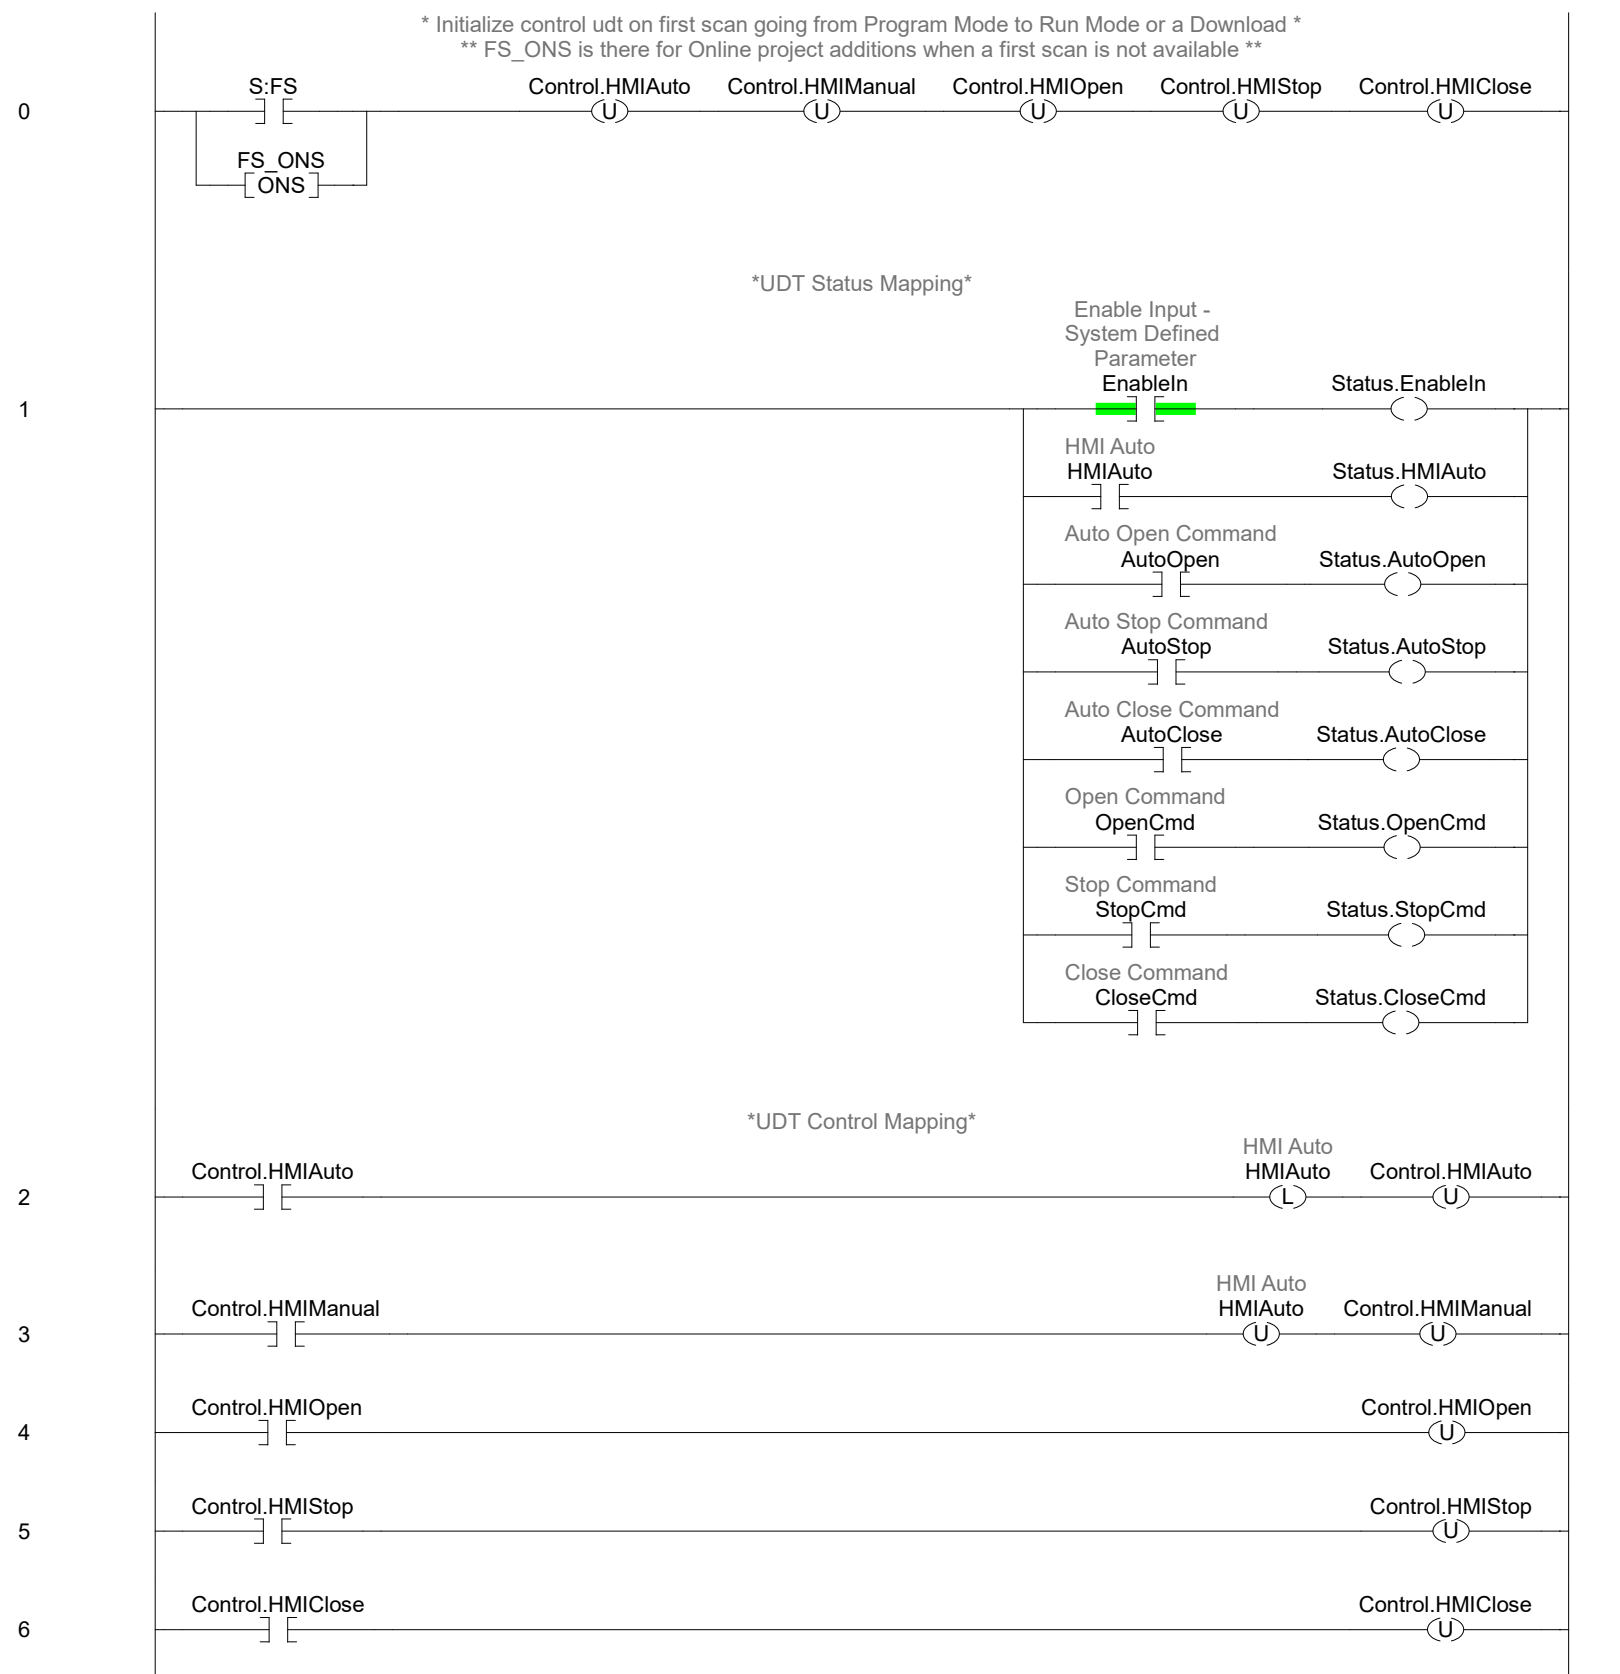 * Initialize control udt on first scan going from Program Mode to Run Mode or a Download *
** FS_ONS is there for Online project additions when a first scan is not available **
S:FS Control.HMIAuto Control.HMIManual Control.HMIOpen Control.HMIStop Control.HMIClose
0 U U U U U
FS_ONS
ONS
*UDT Status Mapping*
Enable Input -
System Defined
Parameter
EnableIn Status.EnableIn
1
HMI Auto
HMIAuto Status.HMIAuto
Auto Open Command
AutoOpen Status.AutoOpen
Auto Stop Command
AutoStop Status.AutoStop
Auto Close Command
AutoClose Status.AutoClose
Open Command
OpenCmd Status.OpenCmd
Stop Command
StopCmd Status.StopCmd
Close Command
CloseCmd Status.CloseCmd
*UDT Control Mapping*
HMI Auto
Control.HMIAuto HMIAuto Control.HMIAuto
2 L U
HMI Auto
Control.HMIManual HMIAuto Control.HMIManual
3 U U
Control.HMIOpen Control.HMIOpen
4 U
Control.HMIStop Control.HMIStop
5 U
Control.HMIClose Control.HMIClose
6 U